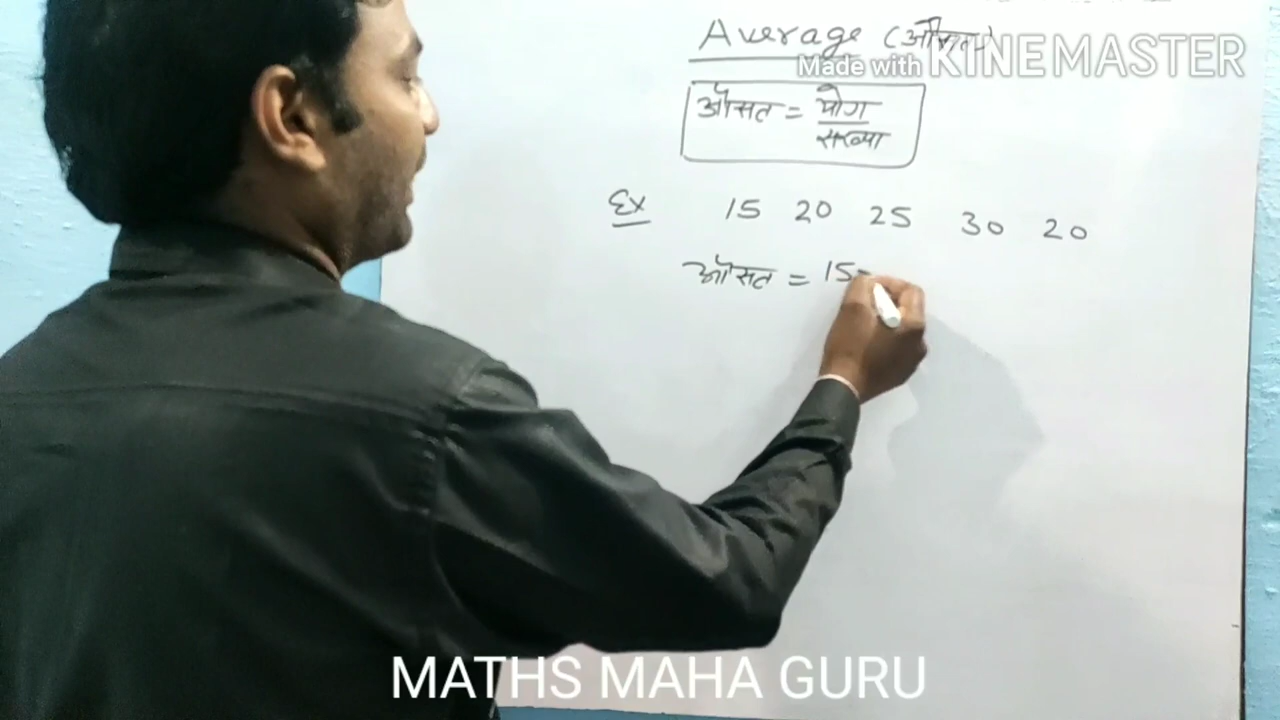 Average (औसत)
Made with KINEMASTER
औसत = योग
संख्या
Ex 15 20 25 30 20
औसत = 15
MATHS MAHA GURU